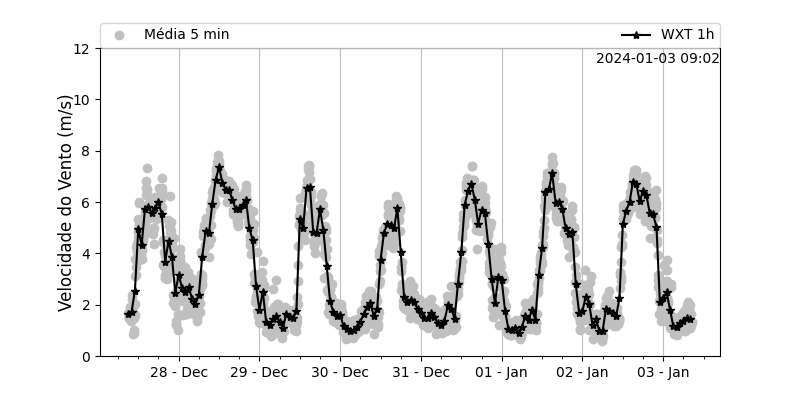 Média 5 min
WXT 1h
2024-01-03 09:02
Velocidade do Vento (m/s)
12
10
8
6
4
2
0
28 - Dec
29 - Dec
30 - Dec
31 - Dec
01 - Jan
02 - Jan
03 - Jan